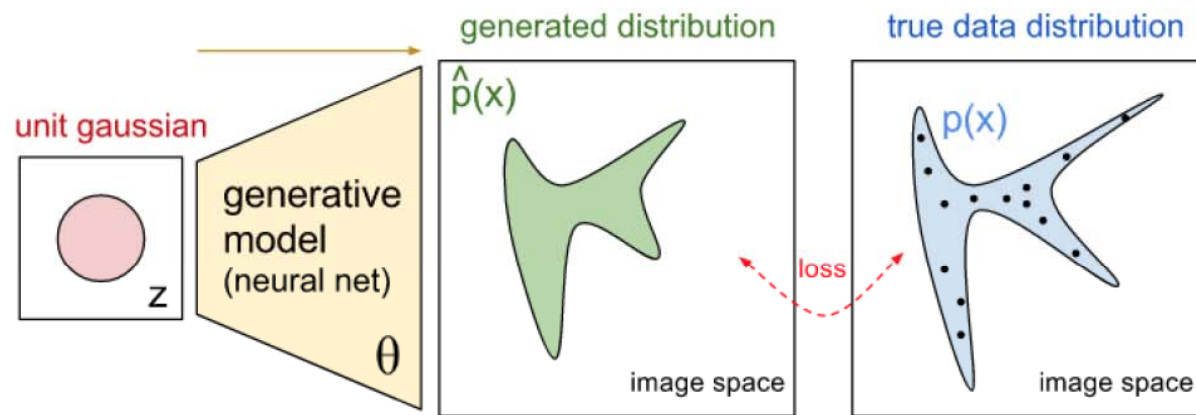 unit gaussian
z
generative
model
(neural net)
θ
generated distribution
p̂(x)
image space
loss
true data distribution
p(x)
image space